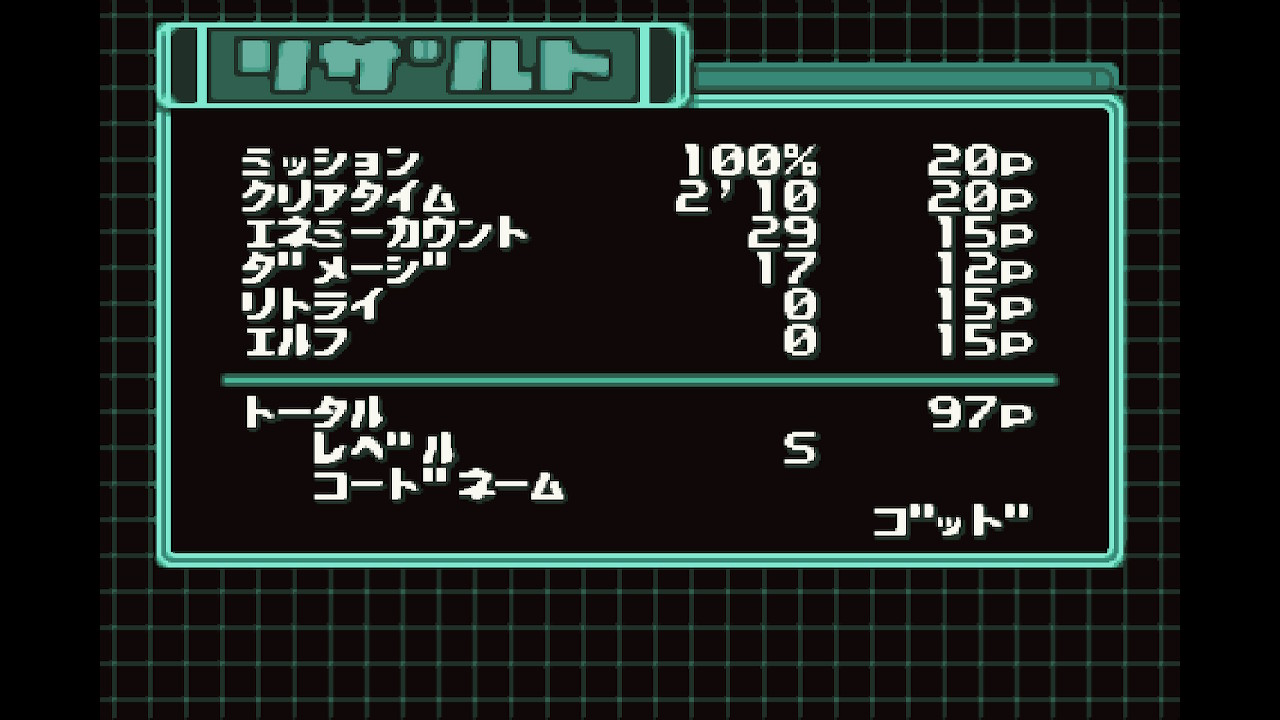 リザルト
ミッション 100% 20p
クリアタイム 2'10 20p
エネミーカウント 29 15p
ダメージ 17 12p
リトライ 0 15p
エルフ 0 15p
トータル 97p
レベル S
コードネーム
ゴッド